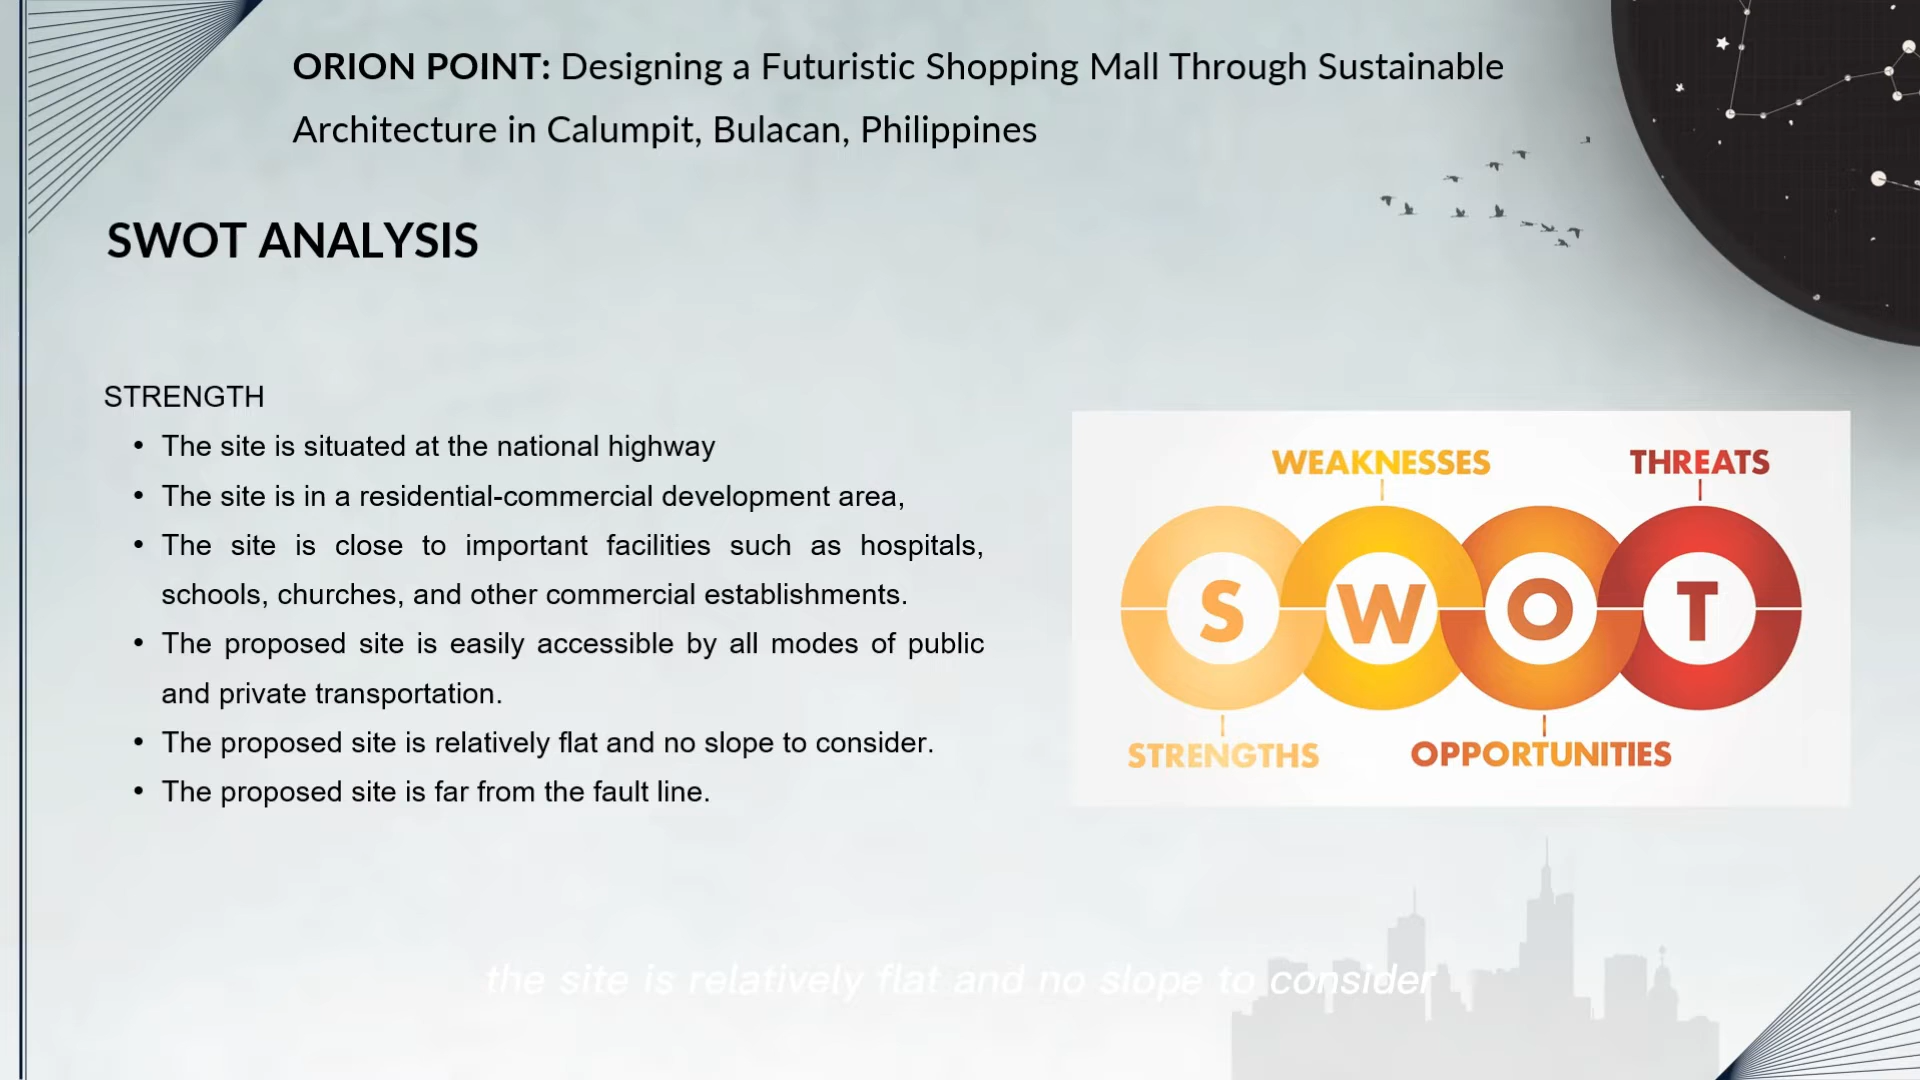 ORION POINT: Designing a Futuristic Shopping Mall Through Sustainable
Architecture in Calumpit, Bulacan, Philippines
SWOT ANALYSIS
STRENGTH
• The site is situated at the national highway
• The site is in a residential-commercial development area,
• The site is close to important facilities such as hospitals,
schools, churches, and other commercial establishments.
• The proposed site is easily accessible by all modes of public
and private transportation.
• The proposed site is relatively flat and no slope to consider.
• The proposed site is far from the fault line.
WEAKNESSES
THREATS
S W O T
STRENGTHS
OPPORTUNITIES
the site is relatively flat and no slope to consider